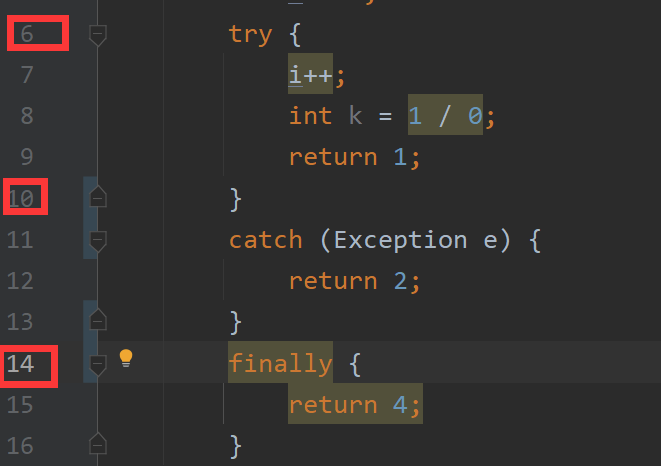 6 try {
7 i++;
8 int k = 1 / 0;
9 return 1;
10 }
11 catch (Exception e) {
12 return 2;
13 }
14 finally {
15 return 4;
16 }